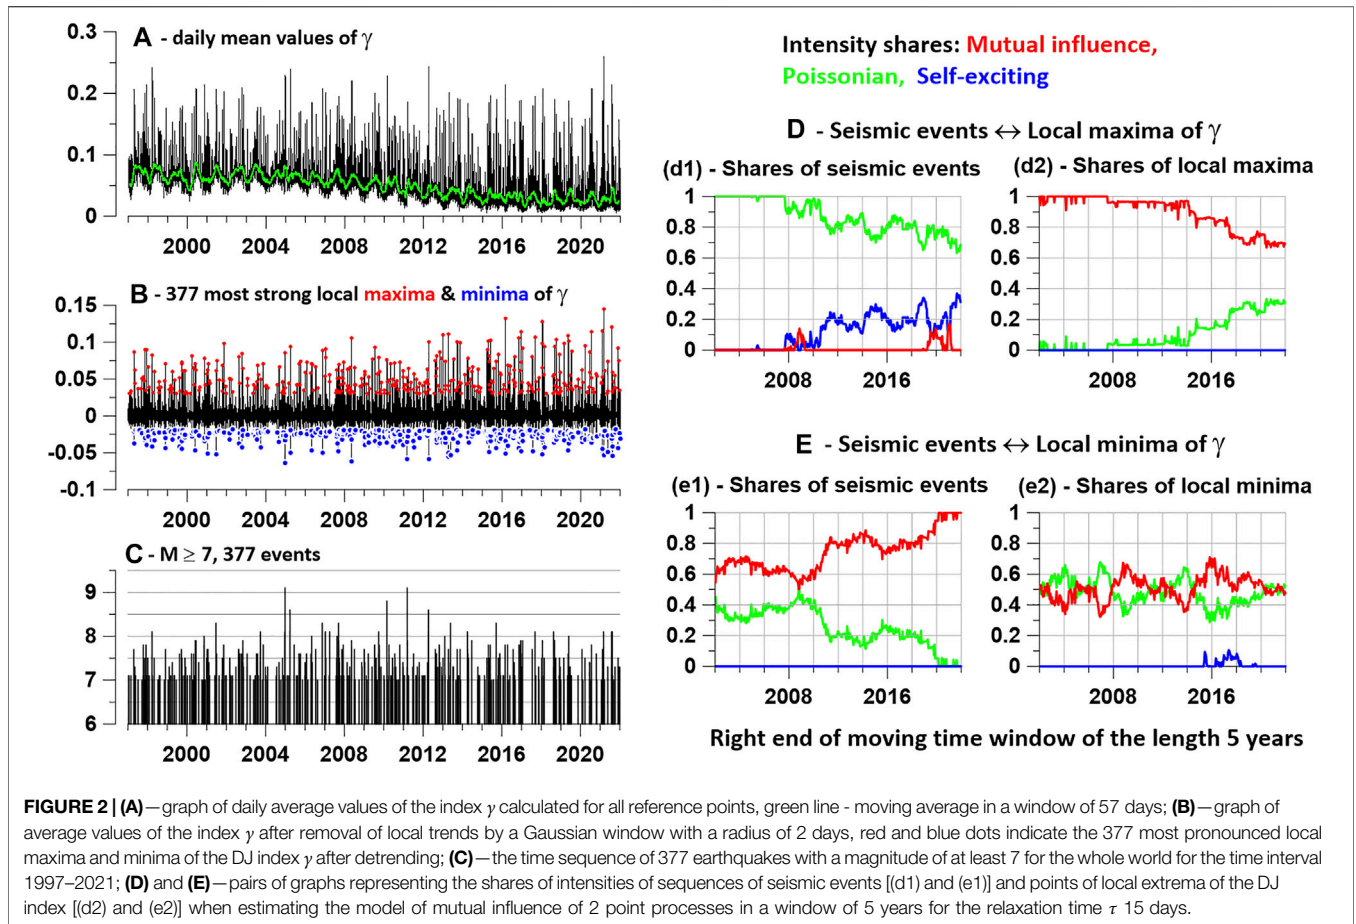 A - daily mean values of γ
0.3
0.2
0.1
0
2000 2004 2008 2012 2016 2020
B - 377 most strong local maxima & minima of γ
0.15
0.1
0.05
0
-0.05
-0.1
2000 2004 2008 2012 2016 2020
C - M ≥ 7, 377 events
9
8
7
6
2000 2004 2008 2012 2016 2020
Intensity shares: Mutual influence,
Poissonian, Self-exciting
D - Seismic events ↔ Local maxima of γ
(d1) - Shares of seismic events
1
0.8
0.6
0.4
0.2
0
2008 2016
(d2) - Shares of local maxima
1
0.8
0.6
0.4
0.2
0
2008 2016
E - Seismic events ↔ Local minima of γ
(e1) - Shares of seismic events
1
0.8
0.6
0.4
0.2
0
2008 2016
(e2) - Shares of local minima
1
0.8
0.6
0.4
0.2
0
2008 2016
Right end of moving time window of the length 5 years
FIGURE 2 | (A)—graph of daily average values of the index γ calculated for all reference points, green line - moving average in a window of 57 days; (B)—graph of
average values of the index γ after removal of local trends by a Gaussian window with a radius of 2 days, red and blue dots indicate the 377 most pronounced local
maxima and minima of the DJ index γ after detrending; (C)—the time sequence of 377 earthquakes with a magnitude of at least 7 for the whole world for the time interval
1997–2021; (D) and (E)—pairs of graphs representing the shares of intensities of sequences of seismic events [(d1) and (e1)] and points of local extrema of the DJ
index [(d2) and (e2)] when estimating the model of mutual influence of 2 point processes in a window of 5 years for the relaxation time τ 15 days.